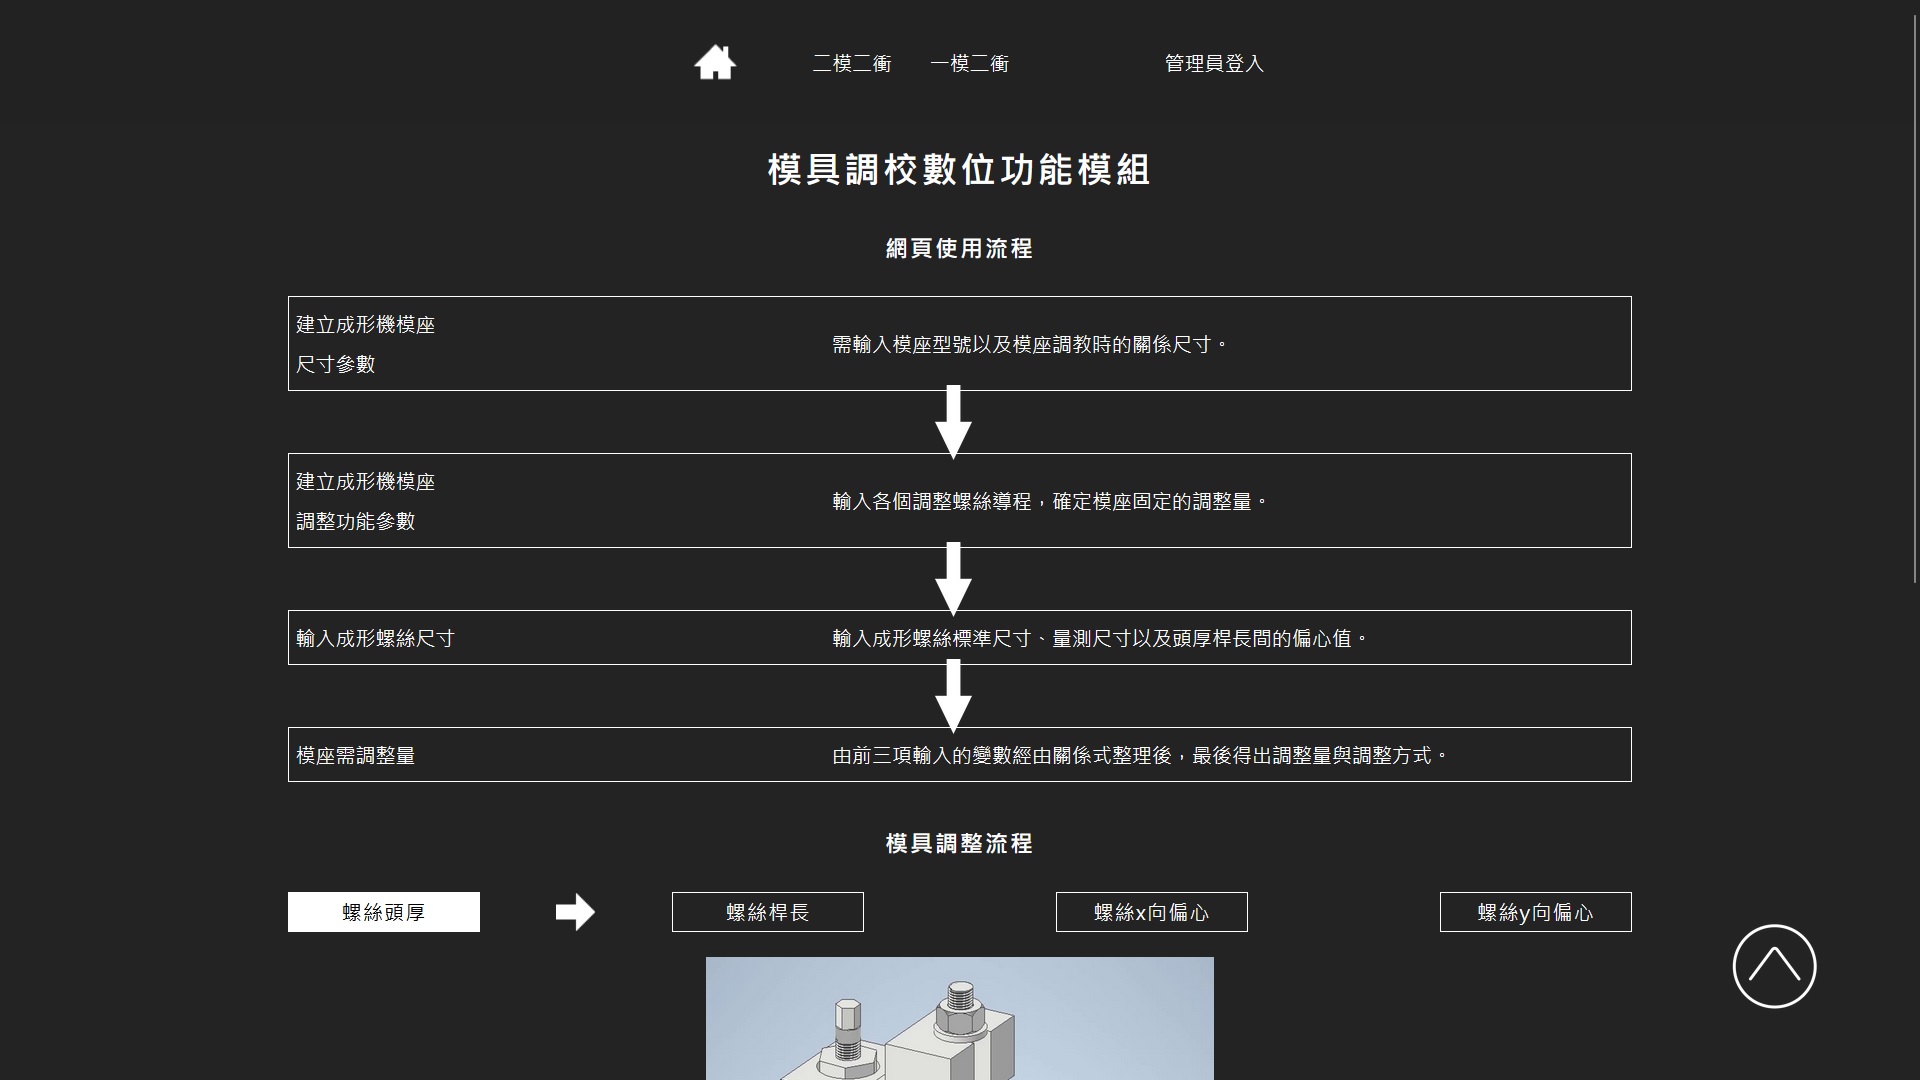 二模二衝 一模二衝 管理員登入
模具調校數位功能模組
網頁使用流程
建立成形機模座
尺寸參數
需輸入模座型號以及模座調教時的關係尺寸。
建立成形機模座
調整功能參數
輸入各個調整螺絲導程，確定模座固定的調整量。
輸入成形螺絲尺寸
輸入成形螺絲標準尺寸、量測尺寸以及頭厚桿長間的偏心值。
模座需調整量
由前三項輸入的變數經由關係式整理後，最後得出調整量與調整方式。
模具調整流程
螺絲頭厚 螺絲桿長 螺絲x向偏心 螺絲y向偏心